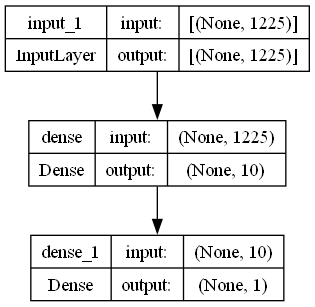 input_1 input: [(None, 1225)]
InputLayer output: [(None, 1225)]
dense input: (None, 1225)
Dense output: (None, 10)
dense_1 input: (None, 10)
Dense output: (None, 1)